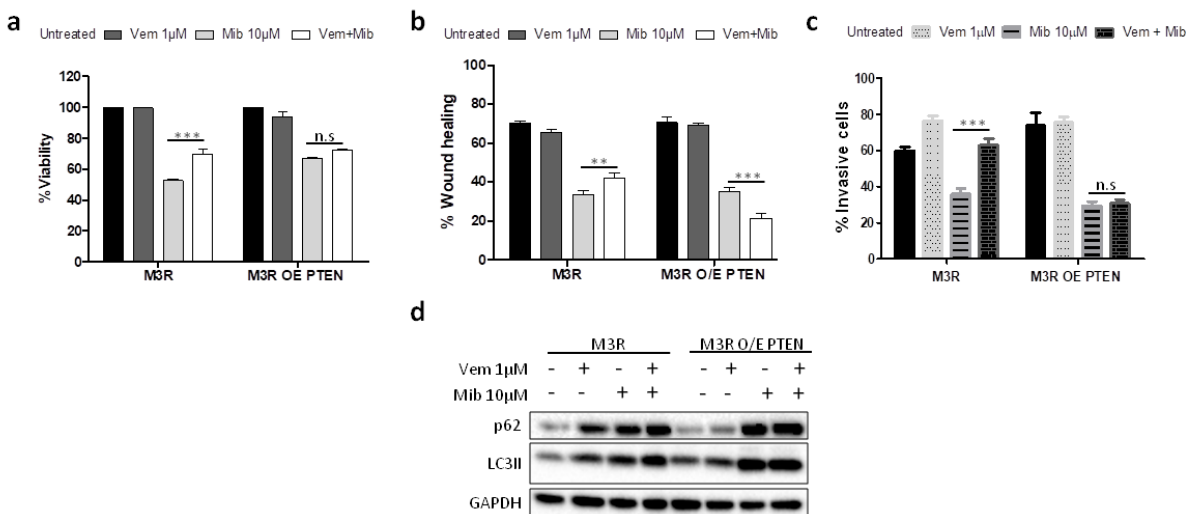 a
Untreated Vem 1µM Mib 10µM Vem+Mib
%Viability
120
100
80
60
40
20
0
***
n.s
M3R
M3R OE PTEN
b
Untreated Vem 1µM Mib 10µM Vem+Mib
% Wound healing
100
80
60
40
20
0
**
***
M3R
M3R O/E PTEN
c
Untreated Vem 1µM Mib 10µM Vem + Mib
% Invasive cells
100
80
60
40
20
0
***
n.s
M3R
M3R OE PTEN
d
M3R M3R O/E PTEN
Vem 1µM - + - + - + - +
Mib 10µM - - + + - - + +
p62
LC3II
GAPDH